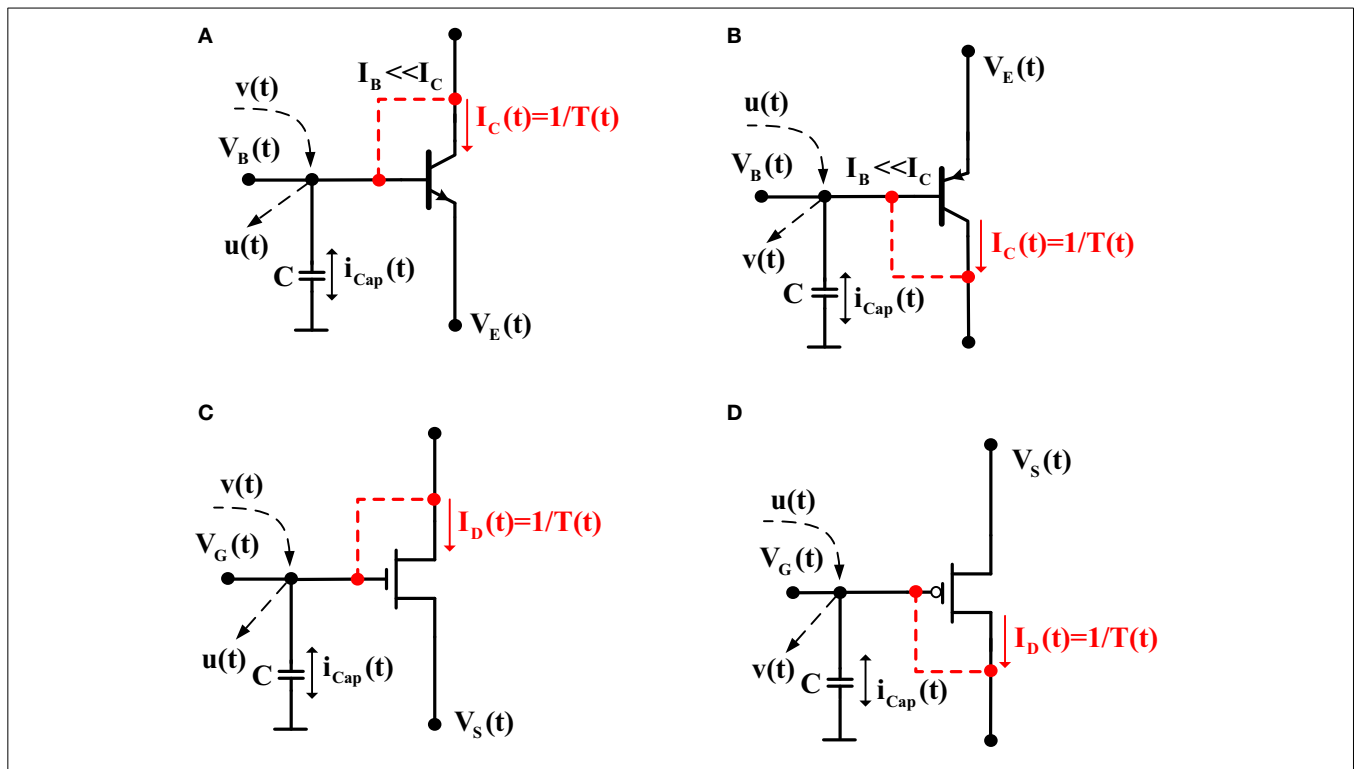 A
I_B <<I_C
v(t)
I_C(t)=1/T(t)
V_B(t)
u(t)
C
i_Cap(t)
V_E(t)
B
V_E(t)
u(t)
V_B(t)
I_B <<I_C
I_C(t)=1/T(t)
v(t)
C
i_Cap(t)
C
v(t)
I_D(t)=1/T(t)
V_G(t)
u(t)
C
i_Cap(t)
V_S(t)
D
V_S(t)
u(t)
V_G(t)
I_D(t)=1/T(t)
v(t)
C
i_Cap(t)